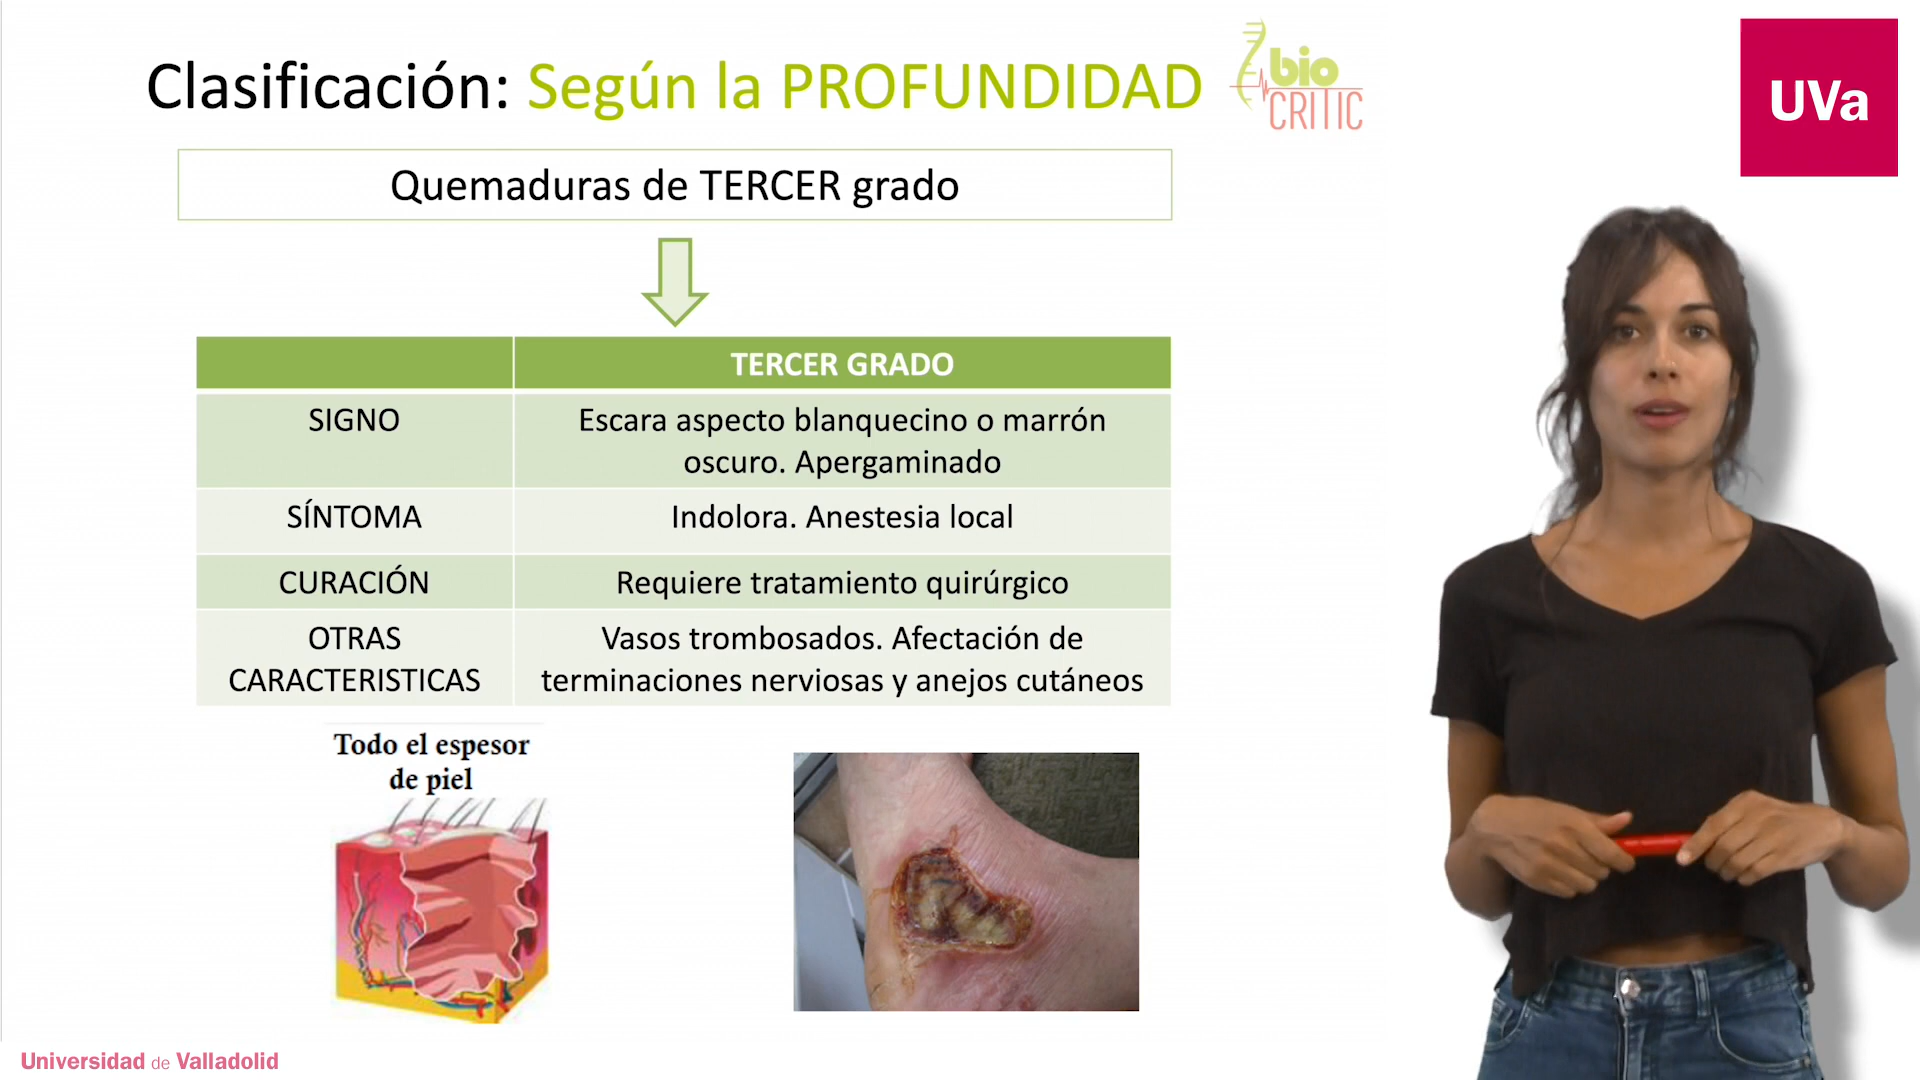 Clasificación: Según la PROFUNDIDAD
bio
CRITIC
UVa
Quemaduras de TERCER grado
TERCER GRADO
SIGNO
Escara aspecto blanquecino o marrón
oscuro. Apergaminado
SÍNTOMA
Indolora. Anestesia local
CURACIÓN
Requiere tratamiento quirúrgico
OTRAS
CARACTERISTICAS
Vasos trombosados. Afectación de
terminaciones nerviosas y anejos cutáneos
Todo el espesor
de piel
Universidad de Valladolid